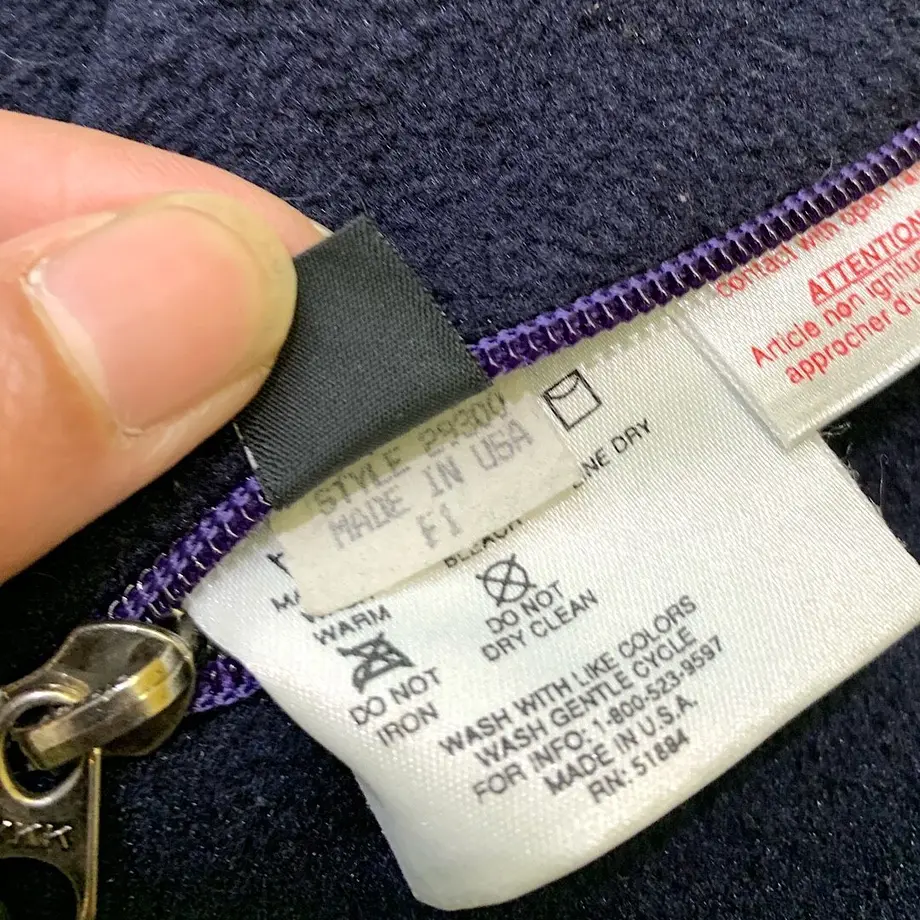 contact with open
ATTENTION
Article non
approcher d'
STYLE 29300
MADE IN USA
F1
LINE DRY
BLEACH
WARM
DO NOT
IRON
DO NOT
DRY CLEAN
WASH WITH LIKE COLORS
WASH GENTLE CYCLE
FOR INFO: 1-800-523-9597
MADE IN U.S.A.
RN: 51884
YKK